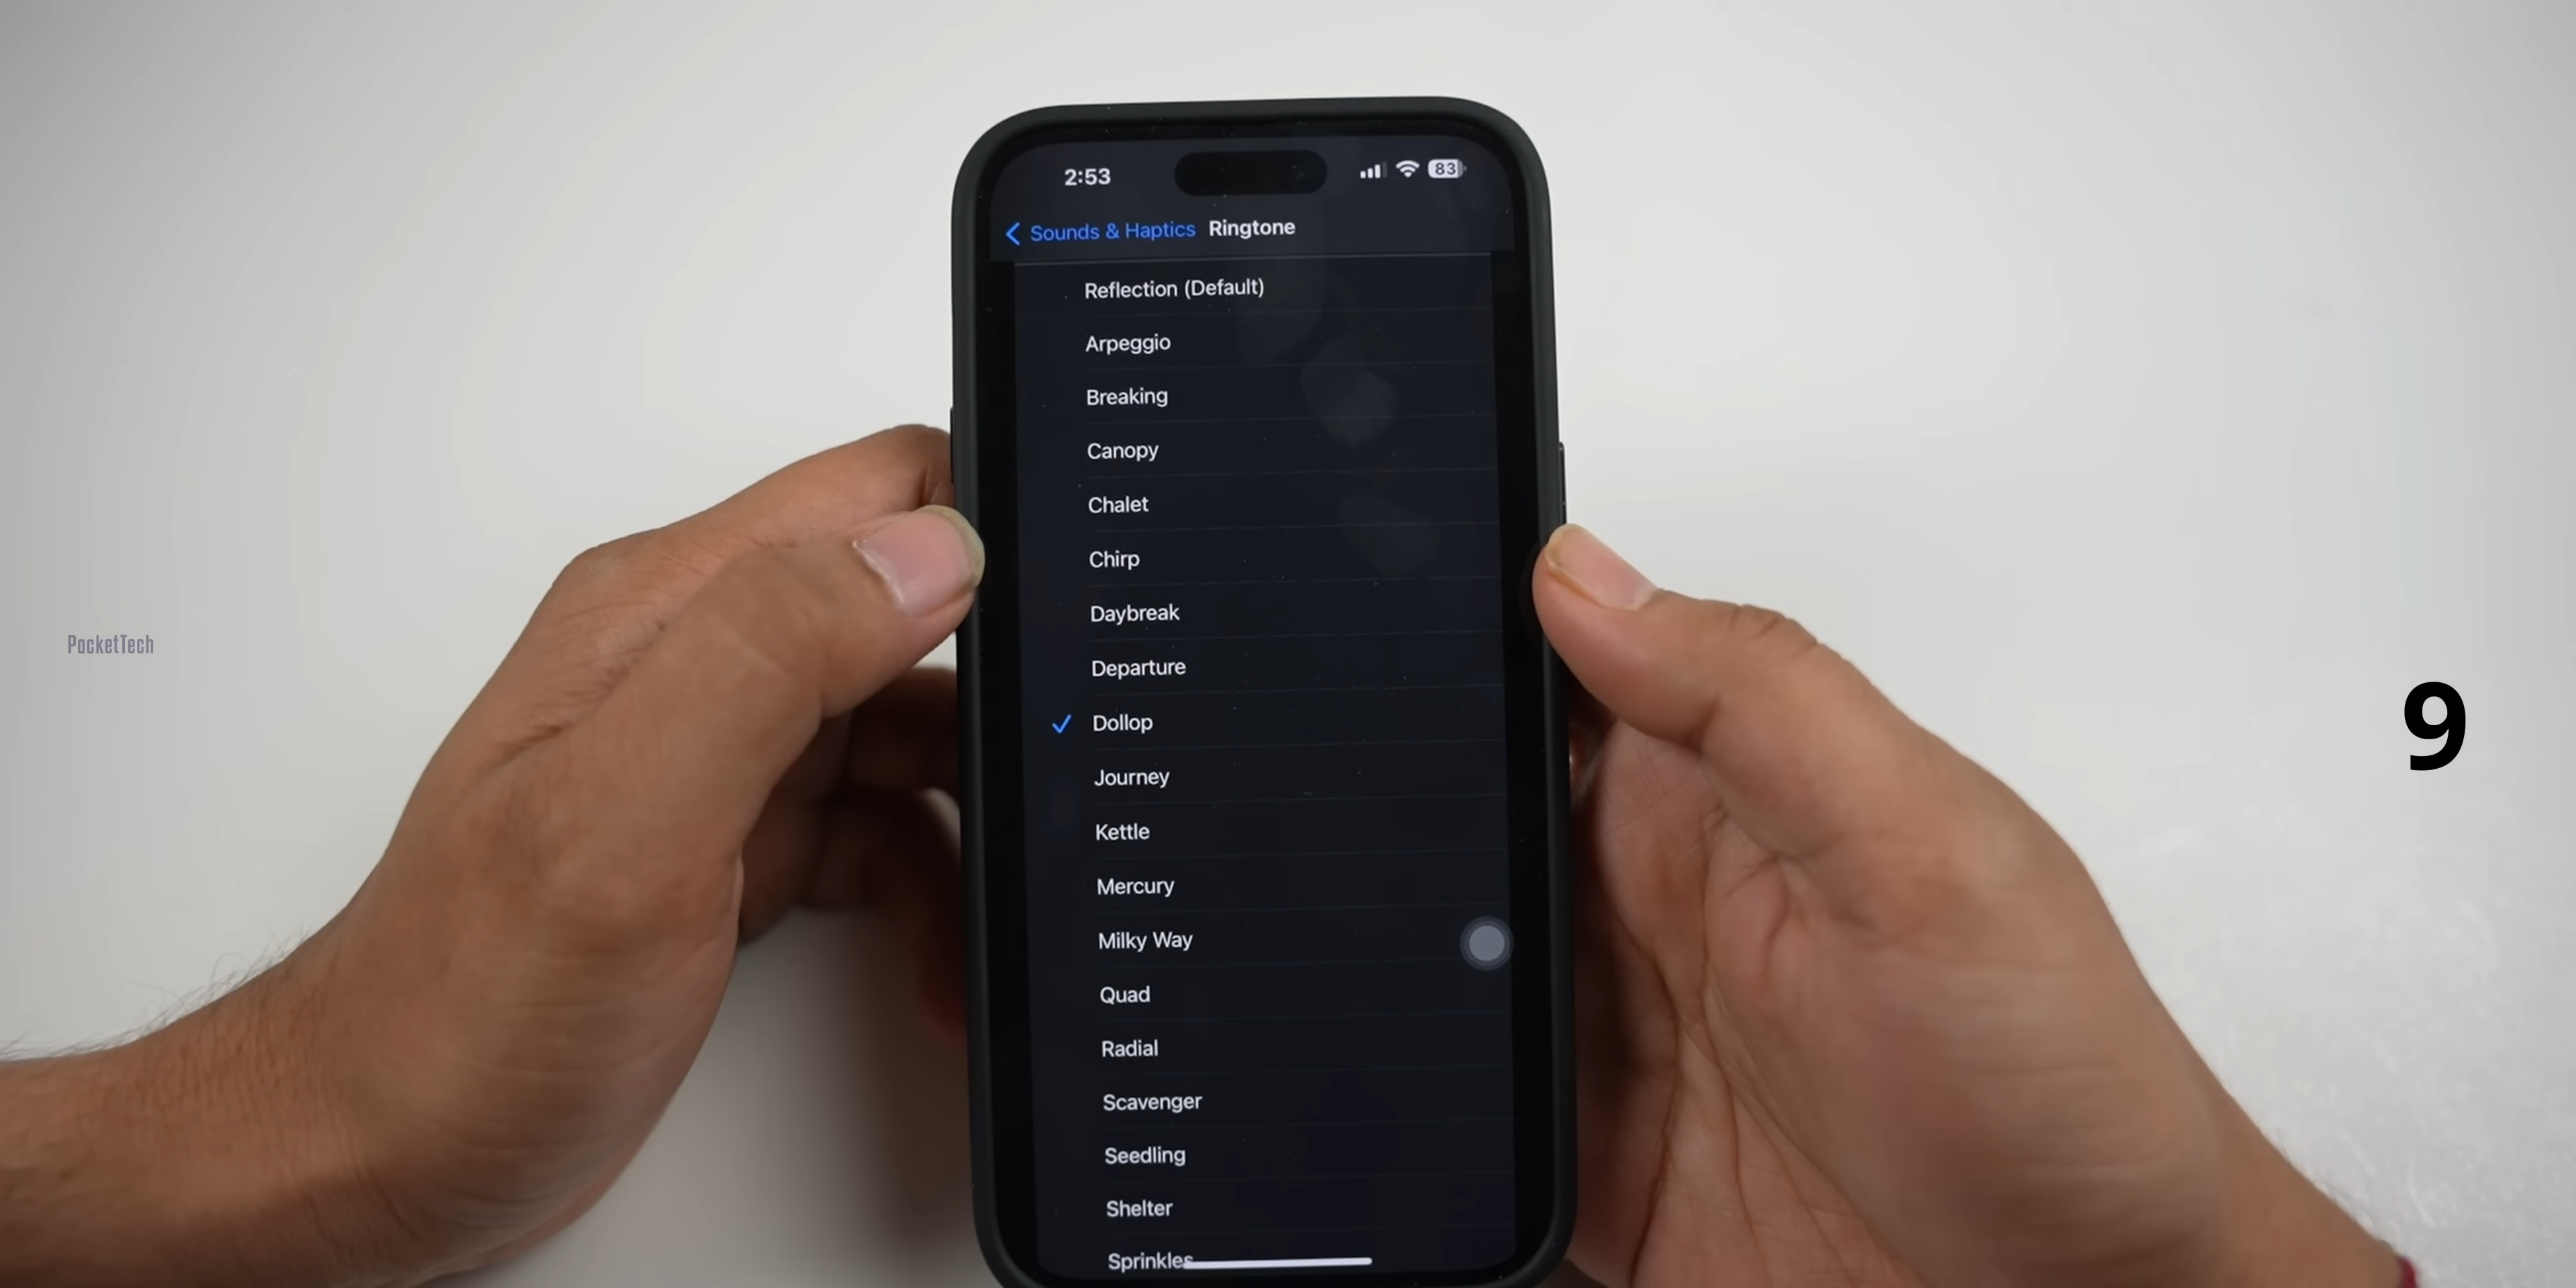 2:53
83
Sounds & Haptics Ringtone
Reflection (Default)
Arpeggio
Breaking
Canopy
Chalet
Chirp
Daybreak
Departure
Dollop
Journey
Kettle
Mercury
Milky Way
Quad
Radial
Scavenger
Seedling
Shelter
Sprinkles
PocketTech
9